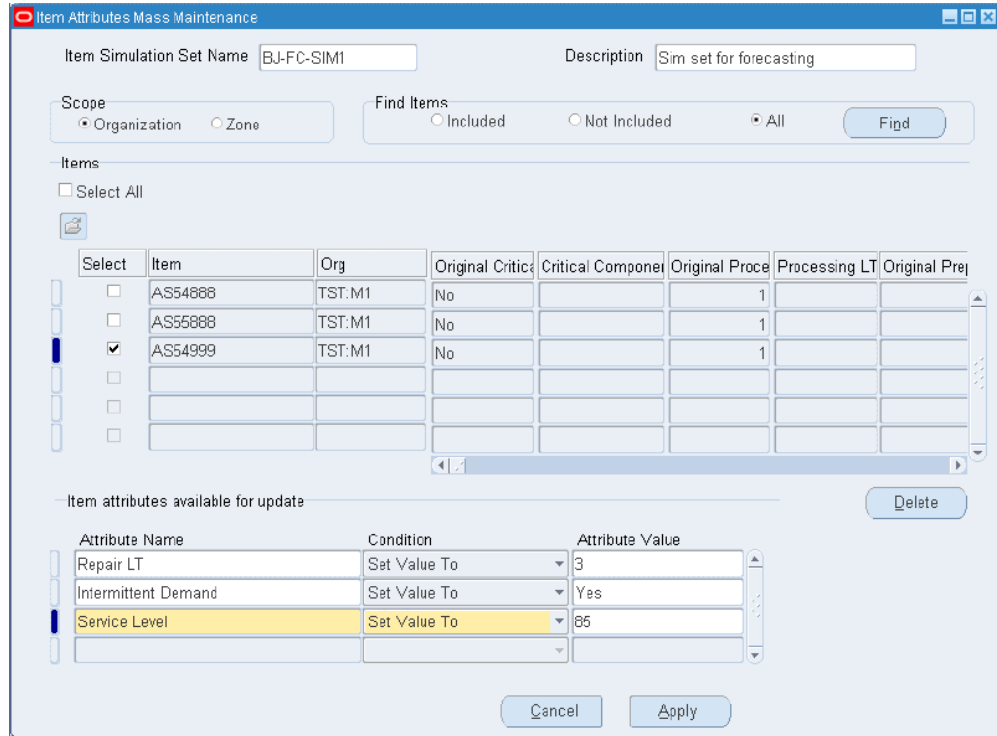 Item Attributes Mass Maintenance
Item Simulation Set Name BJ-FC-SIM1 Description Sim set for forecasting
Scope Find Items
Organization Zone Included Not Included All Find
Items
Select All
Select Item Org Original Critica Critical Componen Original Proce Processing LT Original Prep
AS54888 TST:M1 No 1
AS55888 TST:M1 No 1
AS54999 TST:M1 No 1
Item attributes available for update Delete
Attribute Name Condition Attribute Value
Repair LT Set Value To 3
Intermittent Demand Set Value To Yes
Service Level Set Value To 85
Cancel Apply